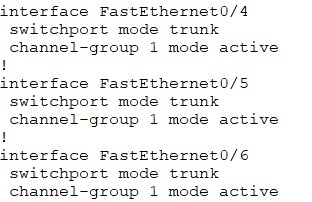 interface FastEthernet0/4
 switchport mode trunk
 channel-group 1 mode active
!
interface FastEthernet0/5
 switchport mode trunk
 channel-group 1 mode active
!
interface FastEthernet0/6
 switchport mode trunk
 channel-group 1 mode active